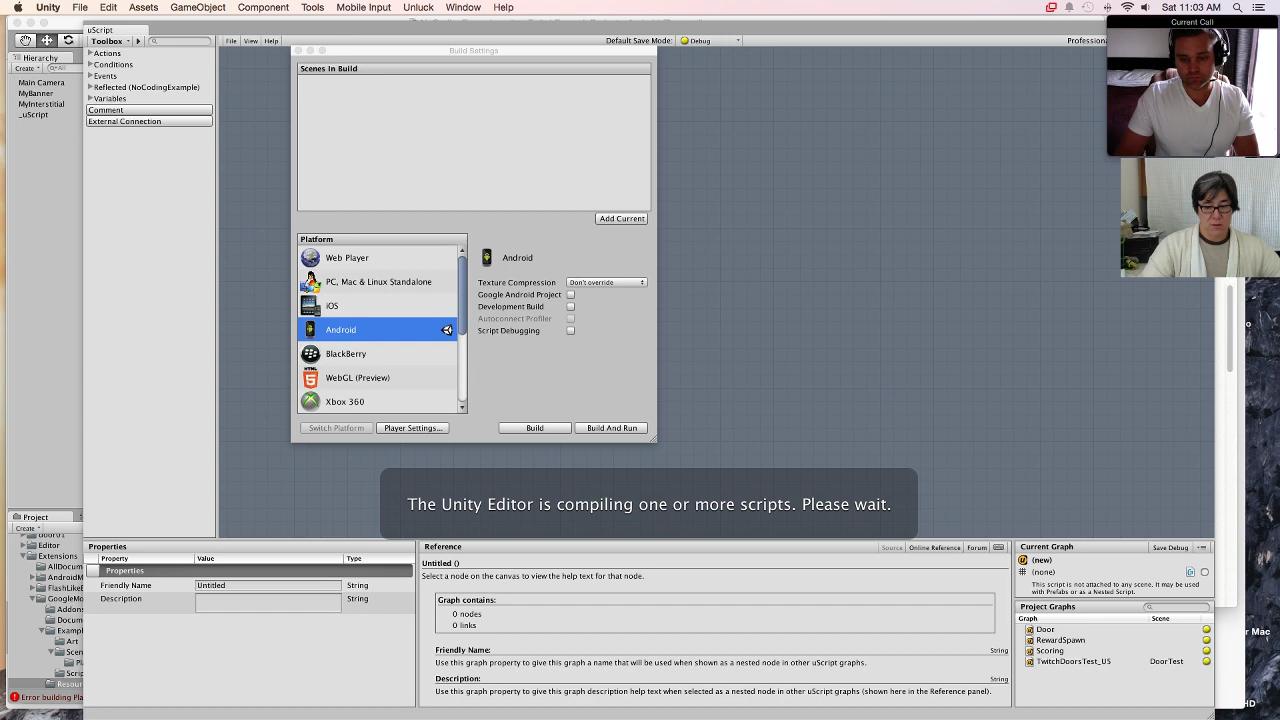 Unity File Edit Assets GameObject Component Tools Mobile Input Unluck Window Help
Sat 11:03 AM
Current Call
uScript
Toolbox
File View Help
Default Save Mode: Debug
Professiona
Hierarchy
Create All
Main Camera
MyBanner
MyInterstitial
_uScript
Actions
Conditions
Events
Reflected (NoCodingExample)
Variables
Comment
External Connection
Build Settings
Scenes In Build
Add Current
Platform
Web Player
PC, Mac & Linux Standalone
iOS
Android
BlackBerry
WebGL (Preview)
Xbox 360
Android
Texture Compression Don't override
Google Android Project
Development Build
Autoconnect Profiler
Script Debugging
Switch Platform Player Settings... Build Build And Run
The Unity Editor is compiling one or more scripts. Please wait.
Project
Create
door01
Editor
Extensions
AllDocum
AndroidM
FlashLike
GoogleMo
Addons
Docum
Exampl
Art
Scen
Pla
Scrip
Resour
Error building Pla
Properties
Property Value Type
Properties
Friendly Name Untitled String
Description String
Reference
Source Online Reference Forum
Untitled ()
Select a node on the canvas to view the help text for that node.
Graph contains:
0 nodes
0 links
Friendly Name: String
Use this graph property to give this graph a name that will be used when shown as a nested node in other uScript graphs.
Description: String
Use this graph property to give this graph description help text when selected as a nested node in other uScript graphs (shown here in the Reference panel).
Current Graph Save Debug
(new)
(none)
This script is not attached to any scene. It may be used
with Prefabs or as a Nested Script.
Project Graphs
Graph Scene
Door
RewardSpawn
Scoring
TwitchDoorsTest_US DoorTest
er Mac
HD